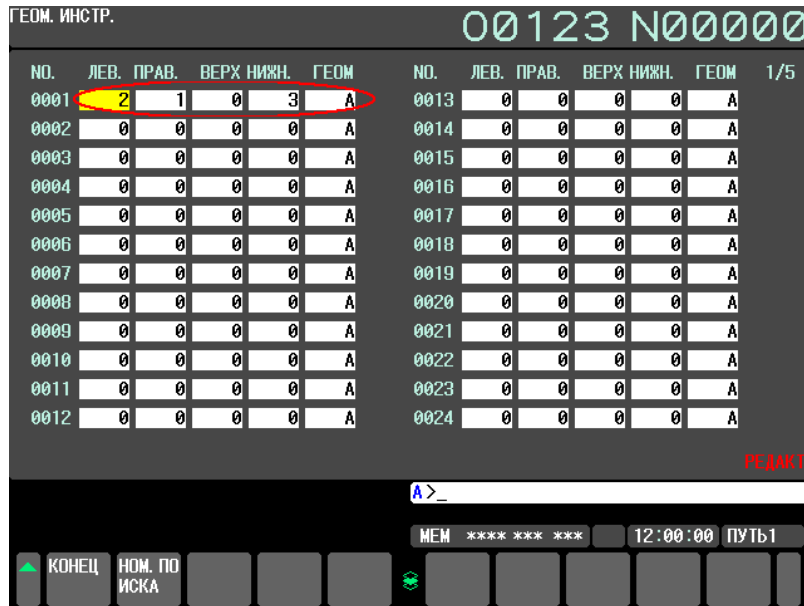 ГЕОМ. ИНСТР.
O0123 N00000
NO. ЛЕВ. ПРАВ. ВЕРХ НИЖН. ГЕОМ NO. ЛЕВ. ПРАВ. ВЕРХ НИЖН. ГЕОМ 1/5
0001 2 1 0 3 A 0013 0 0 0 0 A
0002 0 0 0 0 A 0014 0 0 0 0 A
0003 0 0 0 0 A 0015 0 0 0 0 A
0004 0 0 0 0 A 0016 0 0 0 0 A
0005 0 0 0 0 A 0017 0 0 0 0 A
0006 0 0 0 0 A 0018 0 0 0 0 A
0007 0 0 0 0 A 0019 0 0 0 0 A
0008 0 0 0 0 A 0020 0 0 0 0 A
0009 0 0 0 0 A 0021 0 0 0 0 A
0010 0 0 0 0 A 0022 0 0 0 0 A
0011 0 0 0 0 A 0023 0 0 0 0 A
0012 0 0 0 0 A 0024 0 0 0 0 A
РЕДАКТ
A>_
MEM **** *** *** 12:00:00 ПУТЬ1
КОНЕЦ НОМ. ПО
ИСКА